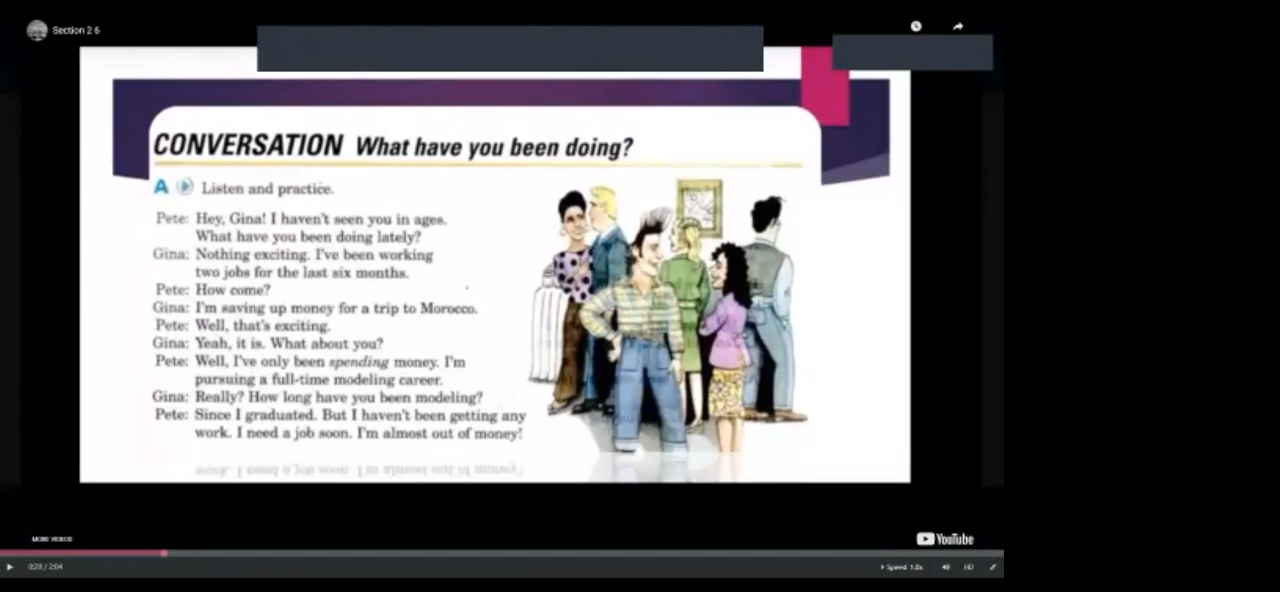 Section 2 6
CONVERSATION What have you been doing?
A Listen and practice.
Pete: Hey, Gina! I haven't seen you in ages.
What have you been doing lately?
Gina: Nothing exciting. I've been working
two jobs for the last six months.
Pete: How come?
Gina: I'm saving up money for a trip to Morocco.
Pete: Well, that's exciting.
Gina: Yeah, it is. What about you?
Pete: Well, I've only been spending money. I'm
pursuing a full-time modeling career.
Gina: Really? How long have you been modeling?
Pete: Since I graduated. But I haven't been getting any
work. I need a job soon. I'm almost out of money!
MORE VIDEOS
YouTube
0:20 / 2:04
Speed 1.0x
HD